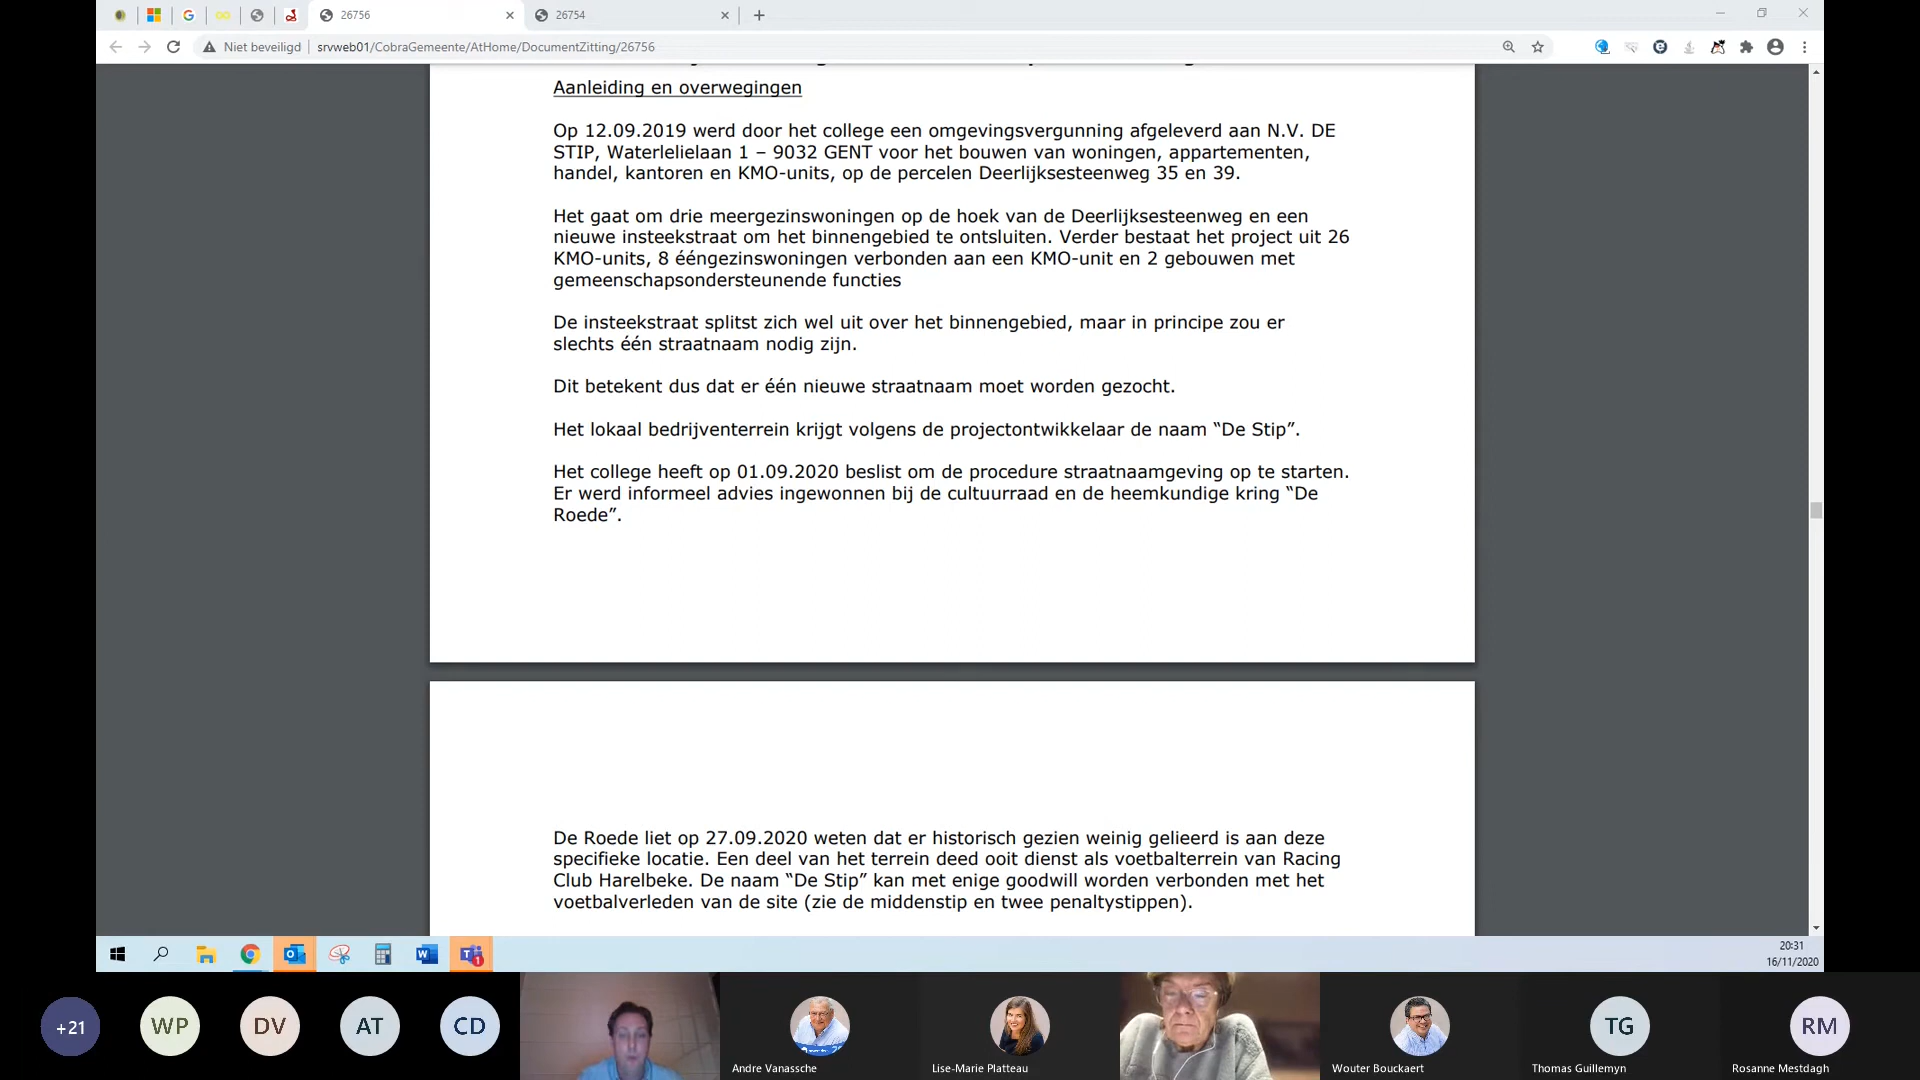 26756
26754
Niet beveiligd
srvweb01/CobraGemeente/AtHome/DocumentZitting/26756
Aanleiding en overwegingen
Op 12.09.2019 werd door het college een omgevingsvergunning afgeleverd aan N.V. DE
STIP, Waterlelielaan 1 – 9032 GENT voor het bouwen van woningen, appartementen,
handel, kantoren en KMO-units, op de percelen Deerlijksesteenweg 35 en 39.
Het gaat om drie meergezinswoningen op de hoek van de Deerlijksesteenweg en een
nieuwe insteekstraat om het binnengebied te ontsluiten. Verder bestaat het project uit 26
KMO-units, 8 ééngezinswoningen verbonden aan een KMO-unit en 2 gebouwen met
gemeenschapsondersteunende functies
De insteekstraat splitst zich wel uit over het binnengebied, maar in principe zou er
slechts één straatnaam nodig zijn.
Dit betekent dus dat er één nieuwe straatnaam moet worden gezocht.
Het lokaal bedrijventerrein krijgt volgens de projectontwikkelaar de naam “De Stip”.
Het college heeft op 01.09.2020 beslist om de procedure straatnaamgeving op te starten.
Er werd informeel advies ingewonnen bij de cultuurraad en de heemkundige kring “De
Roede”.
De Roede liet op 27.09.2020 weten dat er historisch gezien weinig gelieerd is aan deze
specifieke locatie. Een deel van het terrein deed ooit dienst als voetbalterrein van Racing
Club Harelbeke. De naam “De Stip” kan met enige goodwill worden verbonden met het
voetbalverleden van de site (zie de middenstip en twee penaltystippen).
20:31
16/11/2020
+21
WP
DV
AT
CD
TG
RM
Andre Vanassche
Lise-Marie Platteau
Wouter Bouckaert
Thomas Guillemyn
Rosanne Mestdagh